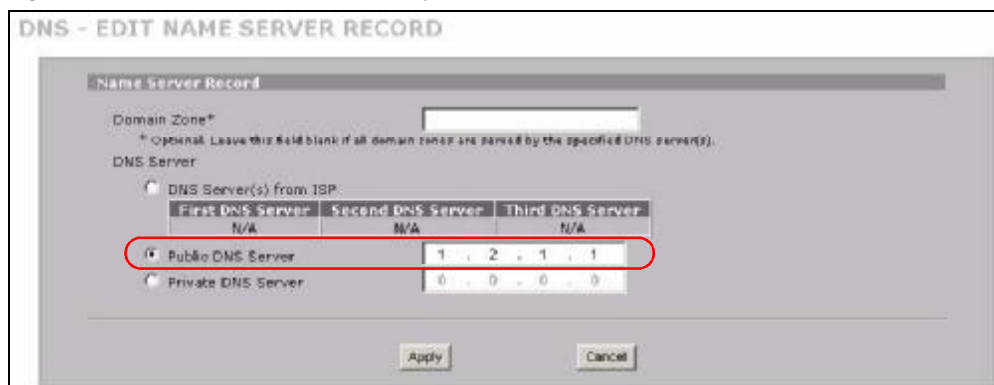 DNS - EDIT NAME SERVER RECORD
Name Server Record
Domain Zone*
* Optional. Leave this field blank if all domain zones are served by the specified DNS server(s).
DNS Server
DNS Server(s) from ISP
First DNS Server Second DNS Server Third DNS Server
N/A N/A N/A
Public DNS Server 1 . 2 . 1 . 1
Private DNS Server 0 . 0 . 0 . 0
Apply Cancel